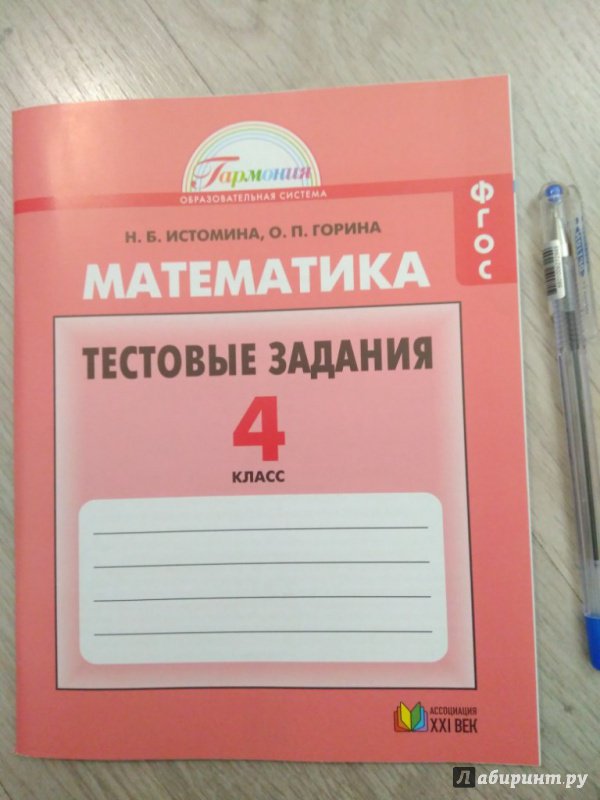 Гармония
ОБРАЗОВАТЕЛЬНАЯ СИСТЕМА
ФГОС
Н. Б. ИСТОМИНА, О. П. ГОРИНА
МАТЕМАТИКА
ТЕСТОВЫЕ ЗАДАНИЯ
4
КЛАСС
АССОЦИАЦИЯ
XXI ВЕК
Лабиринт.ру